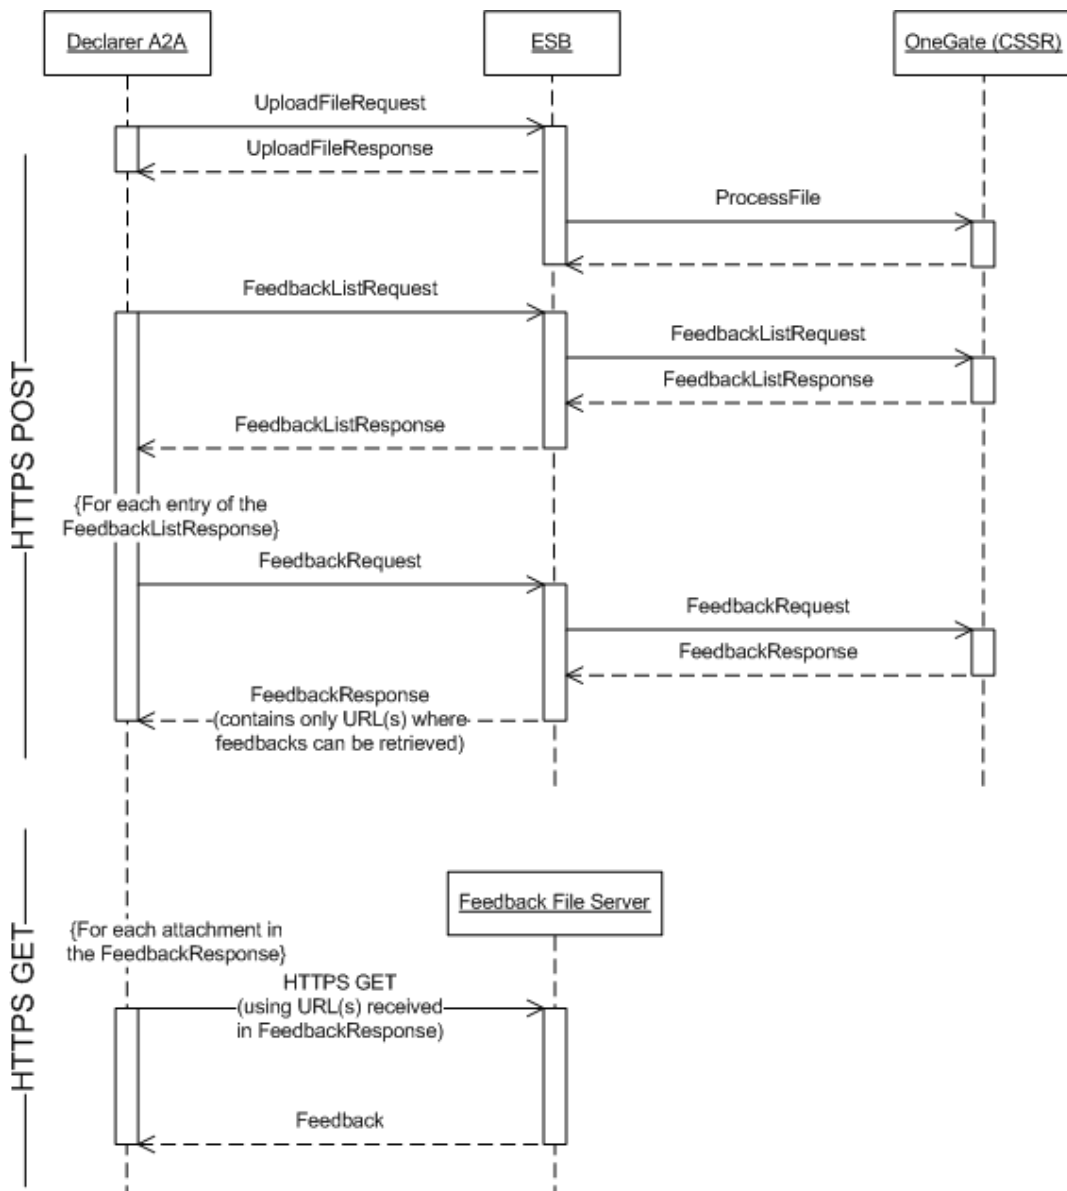 Declarer A2A
ESB
OneGate (CSSR)
UploadFileRequest
UploadFileResponse
ProcessFile
FeedbackListRequest
FeedbackListRequest
FeedbackListResponse
FeedbackListResponse
HTTPS POST
{For each entry of the
FeedbackListResponse}
FeedbackRequest
FeedbackRequest
FeedbackResponse
FeedbackResponse
(contains only URL(s) where
feedbacks can be retrieved)
Feedback File Server
HTTPS GET
{For each attachment in
the FeedbackResponse}
HTTPS GET
(using URL(s) received
in FeedbackResponse)
Feedback